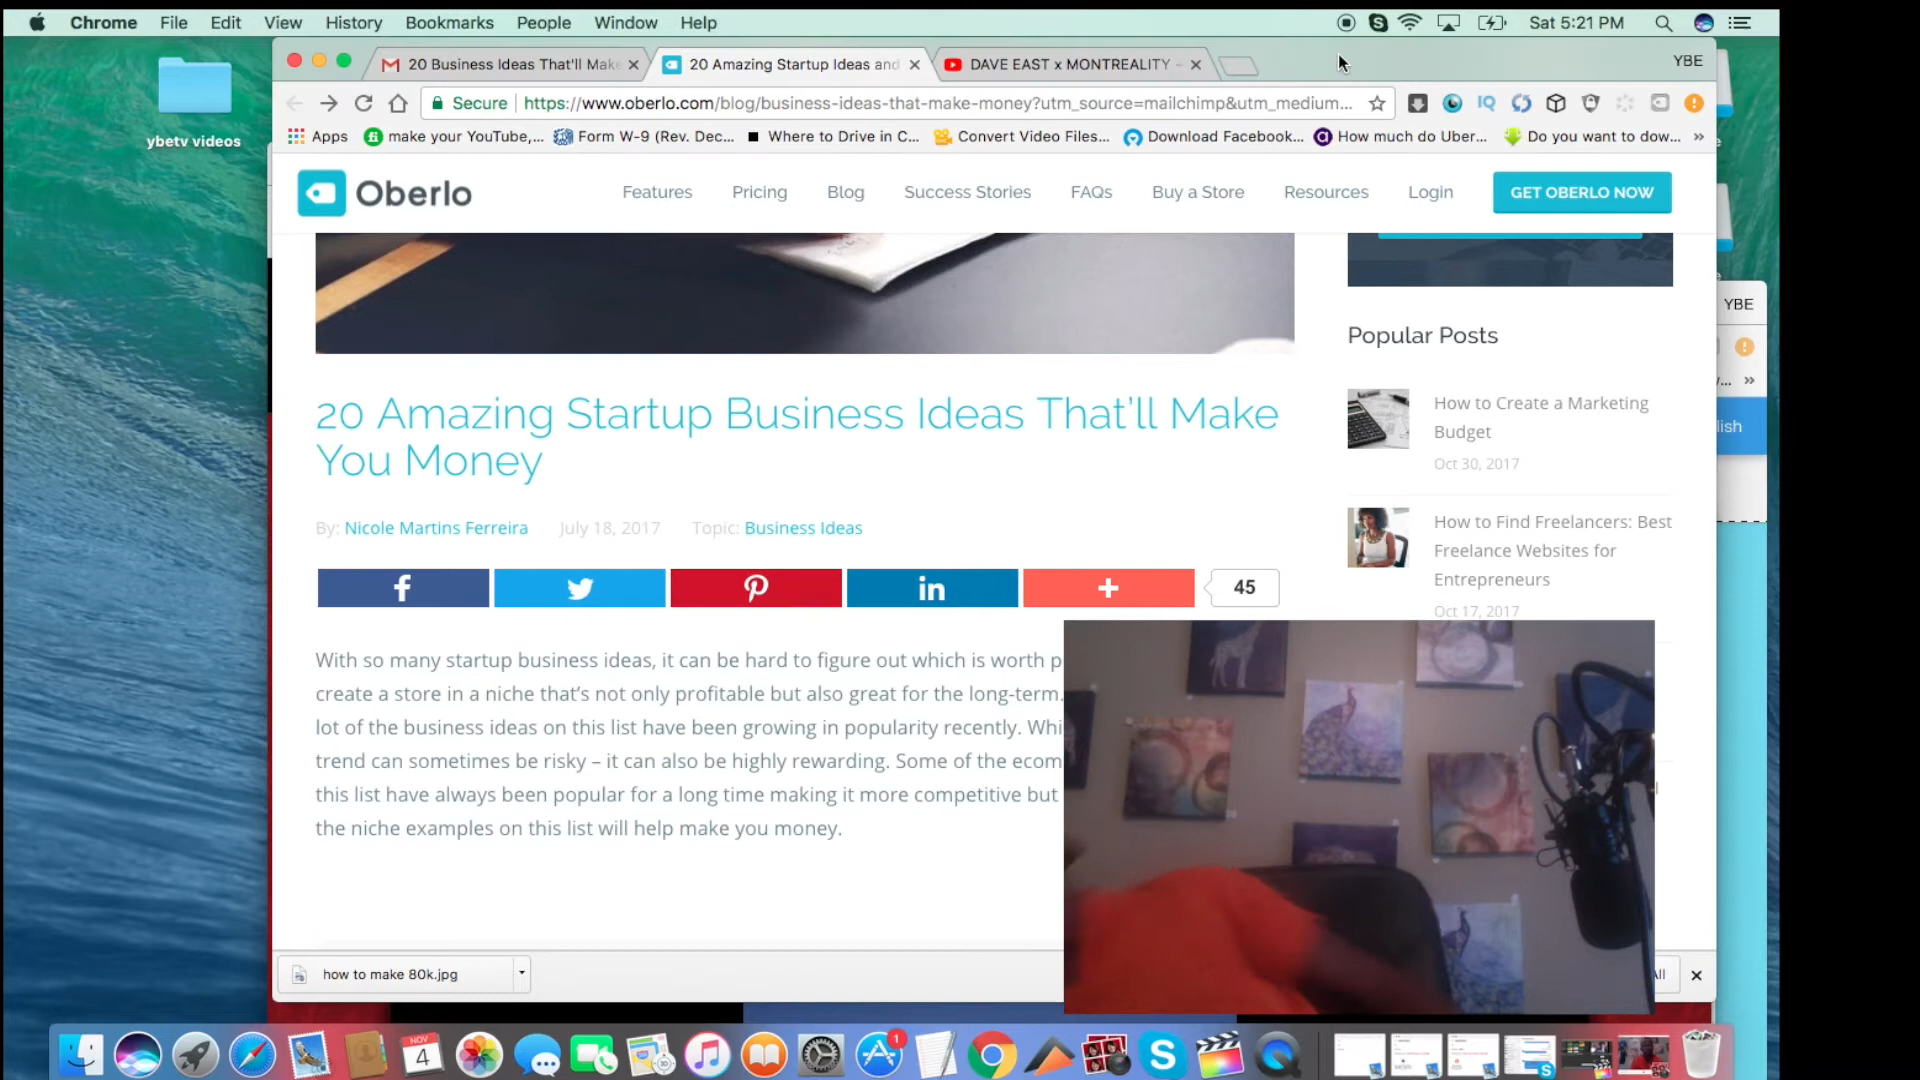 Chrome File Edit View History Bookmarks People Window Help
Sat 5:21 PM
ybetv videos
20 Business Ideas That'll Make
20 Amazing Startup Ideas and
DAVE EAST x MONTREALITY -
YBE
Secure | https://www.oberlo.com/blog/business-ideas-that-make-money?utm_source=mailchimp&utm_medium...
IQ
Apps make your YouTube,... Form W-9 (Rev. Dec... Where to Drive in C... Convert Video Files... Download Facebook... How much do Uber... Do you want to dow... »
Oberlo
Features Pricing Blog Success Stories FAQs Buy a Store Resources Login GET OBERLO NOW
YBE
lish
20 Amazing Startup Business Ideas That'll Make
You Money
By: Nicole Martins Ferreira July 18, 2017 Topic: Business Ideas
45
With so many startup business ideas, it can be hard to figure out which is worth p
create a store in a niche that's not only profitable but also great for the long-term.
lot of the business ideas on this list have been growing in popularity recently. Whi
trend can sometimes be risky – it can also be highly rewarding. Some of the ecom
this list have always been popular for a long time making it more competitive but
the niche examples on this list will help make you money.
Popular Posts
How to Create a Marketing
Budget
Oct 30, 2017
How to Find Freelancers: Best
Freelance Websites for
Entrepreneurs
Oct 17, 2017
how to make 80k.jpg
All
NOV
4
1